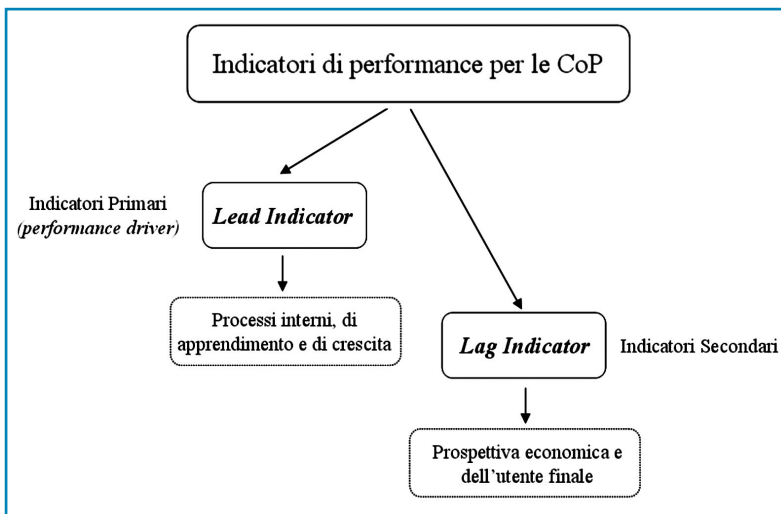 Indicatori di performance per le CoP
Indicatori Primari
(performance driver)
Lead Indicator
Processi interni, di
apprendimento e di crescita
Lag Indicator
Indicatori Secondari
Prospettiva economica e
dell'utente finale